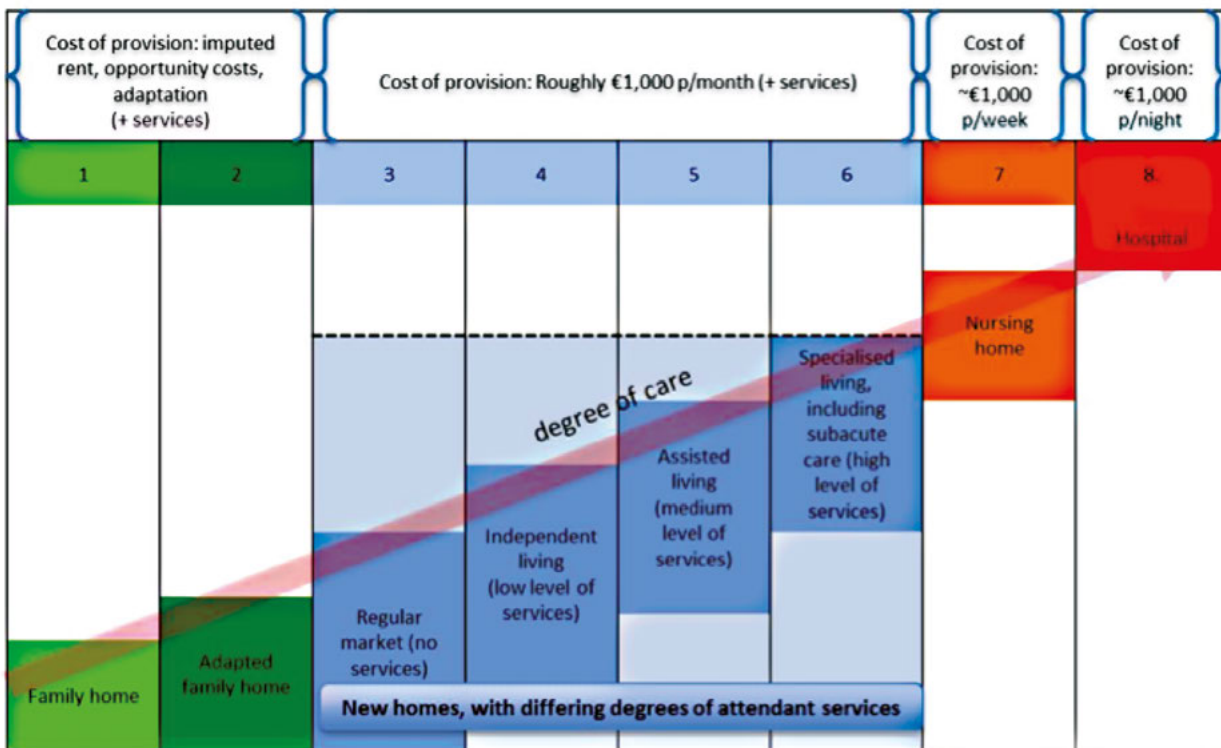 Cost of provision: imputed
rent, opportunity costs,
adaptation
(+ services)
Cost of provision: Roughly €1,000 p/month (+ services)
Cost of
provision:
~€1,000
p/week
Cost of
provision:
~€1,000
p/night
1
2
3
4
5
6
7
8.
Family home
Adapted
family home
Regular
market (no
services)
Independent
living
(low level of
services)
Assisted
living
(medium
level of
services)
Specialised
living,
including
subacute
care (high
level of
services)
Nursing
home
Hospital
degree of care
New homes, with differing degrees of attendant services